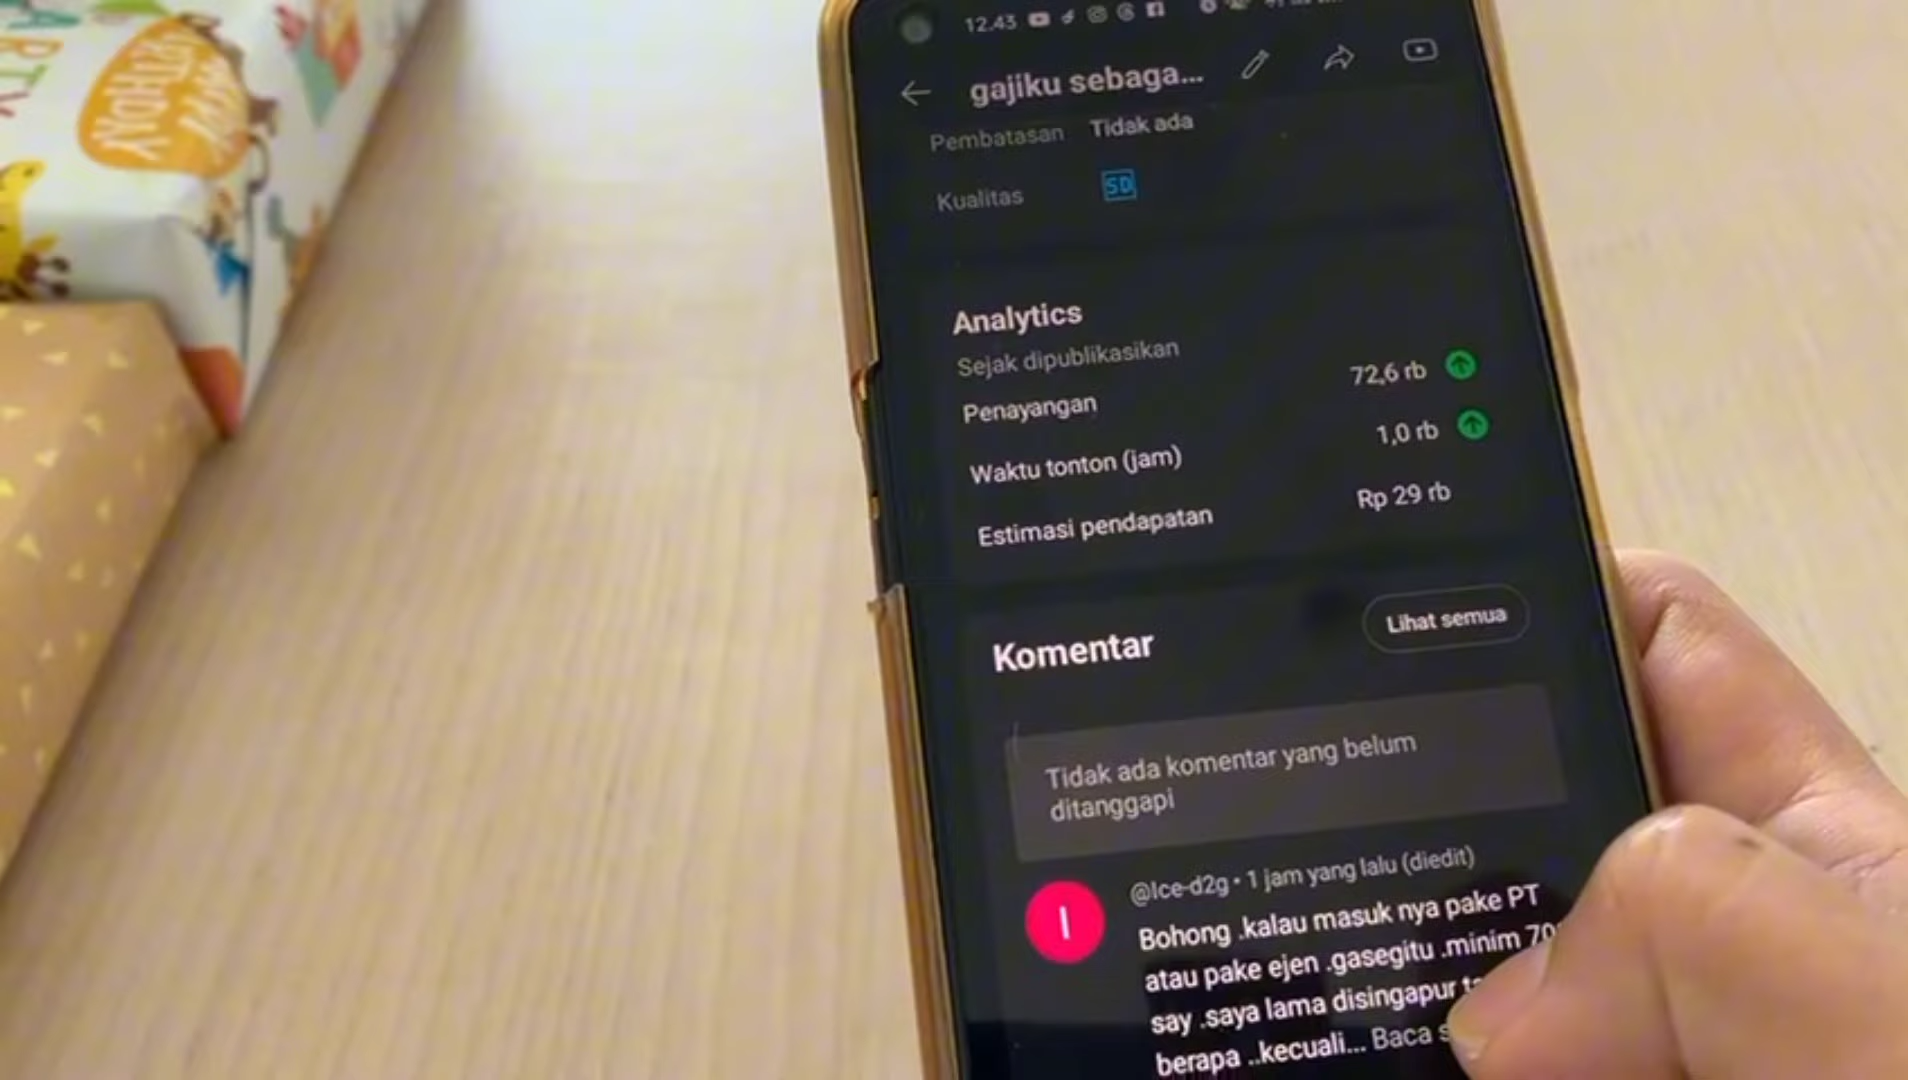 HAPPY
BIRTHDAY
12.43
gajiku sebaga...
Pembatasan Tidak ada
Kualitas SD
Analytics
Sejak dipublikasikan
Penayangan 72,6 rb
Waktu tonton (jam) 1,0 rb
Estimasi pendapatan Rp 29 rb
Komentar Lihat semua
Tidak ada komentar yang belum
ditanggapi
I
@Ice-d2g • 1 jam yang lalu (diedit)
Bohong .kalau masuk nya pake PT
atau pake ejen .gasegitu .minim
say .saya lama disingapur
berapa ..kecuali... Baca